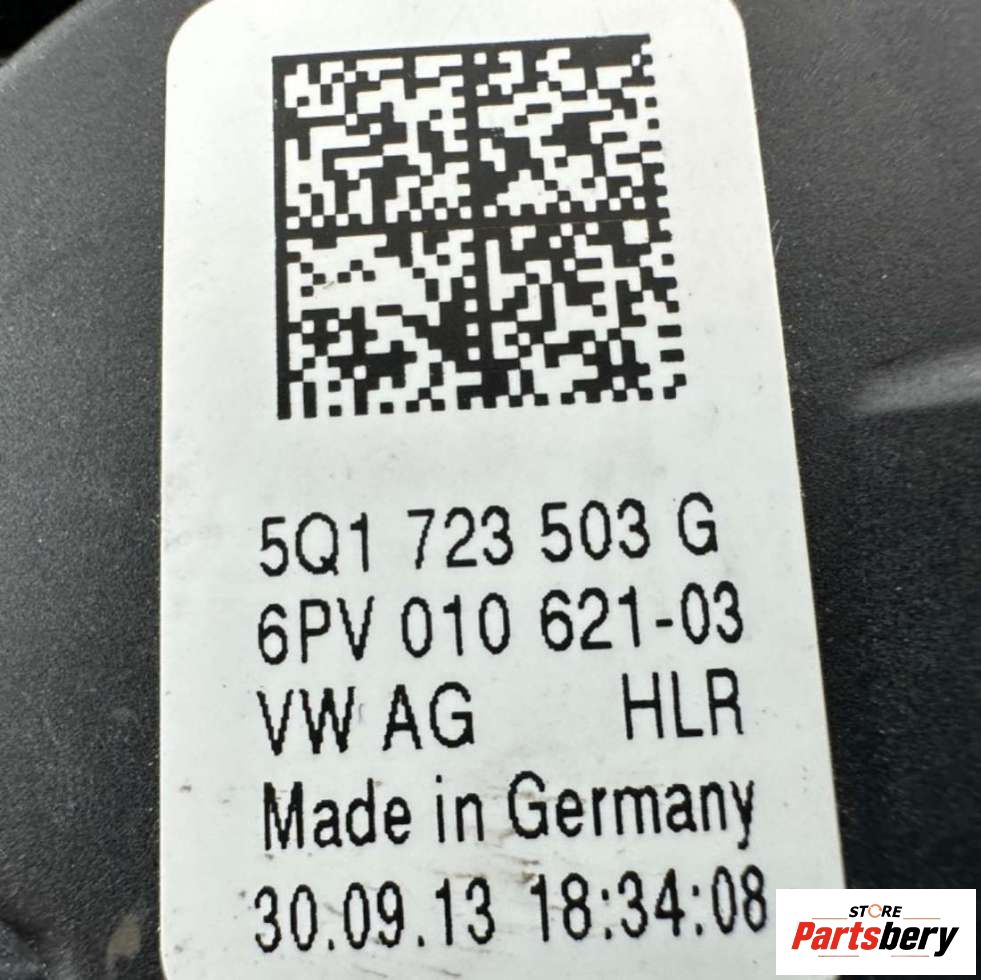 5Q1 723 503 G
6PV 010 621-03
VW AG HLR
Made in Germany
30.09.13 18:34:08
STORE
Partsbery